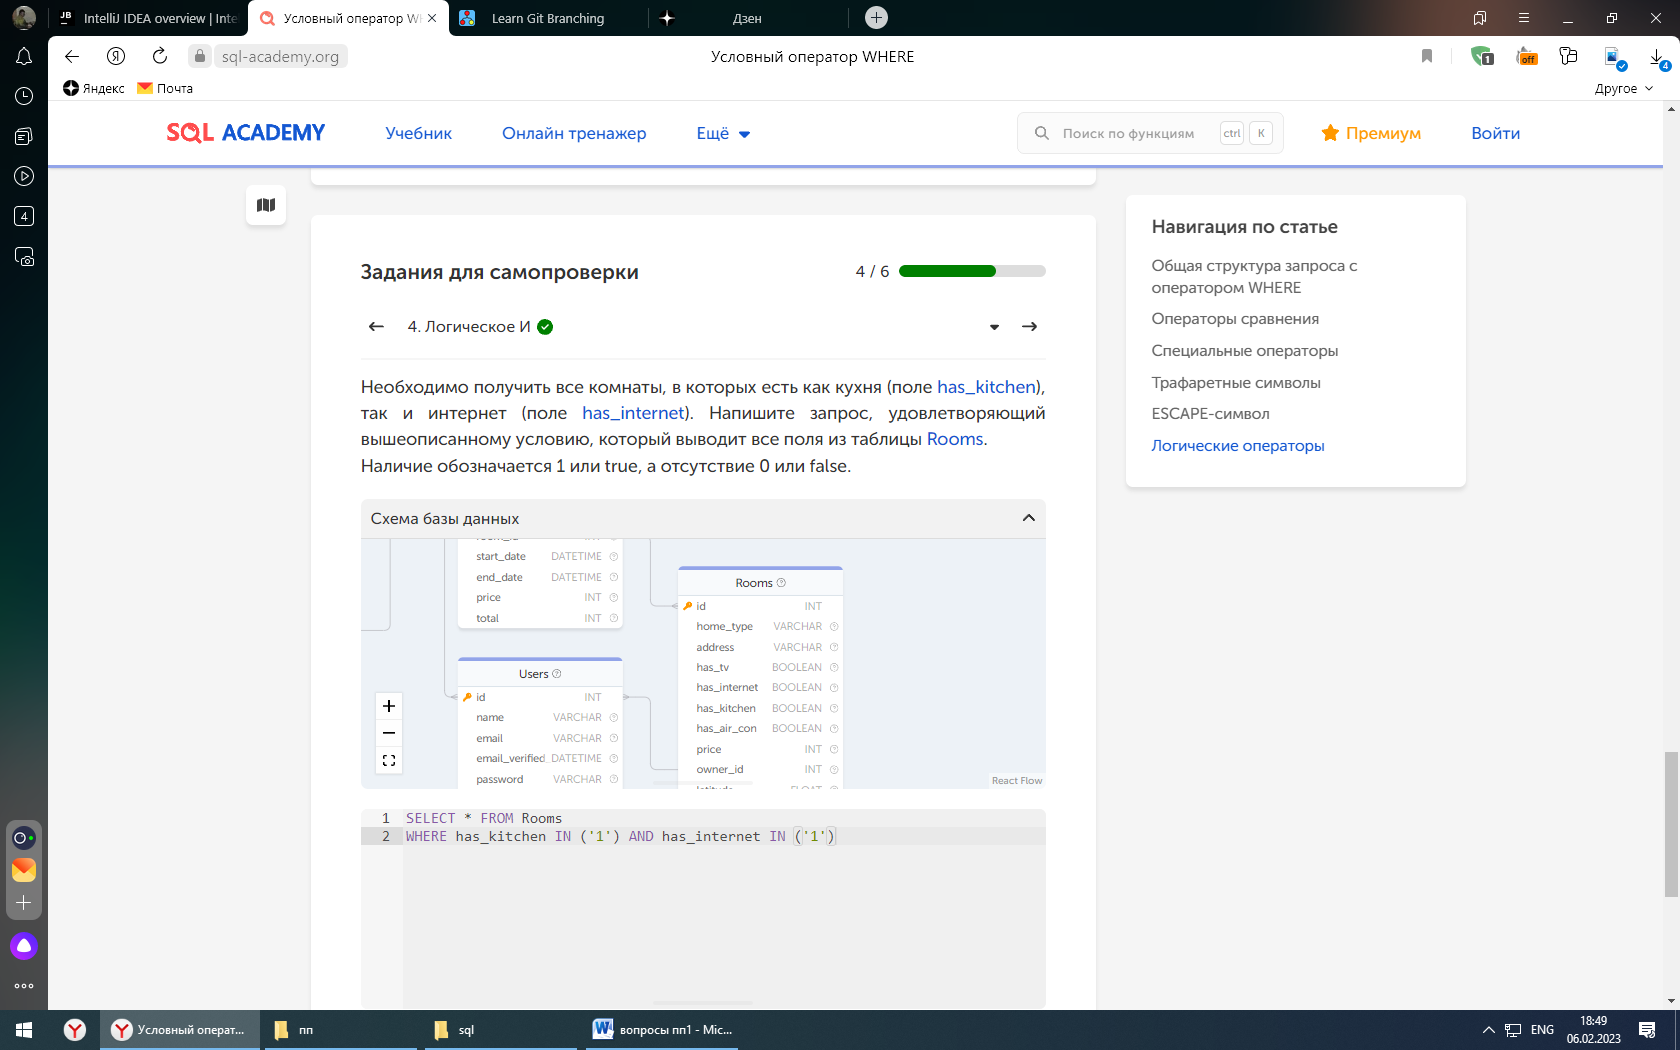 IntelliJ IDEA overview | Inte
Условный оператор W
Learn Git Branching
Дзен
sql-academy.org
Условный оператор WHERE
1
off
4
Яндекс
Почта
Другое
4
SQL ACADEMY
Учебник
Онлайн тренажер
Ещё
Поиск по функциям
ctrl
K
Премиум
Войти
Задания для самопроверки
4 / 6
4. Логическое И
Необходимо получить все комнаты, в которых есть как кухня (поле has_kitchen),
так и интернет (поле has_internet). Напишите запрос, удовлетворяющий
вышеописанному условию, который выводит все поля из таблицы Rooms.
Наличие обозначается 1 или true, а отсутствие 0 или false.
Схема базы данных
start_date DATETIME
end_date DATETIME
price INT
total INT
Users
id INT
name VARCHAR
email VARCHAR
email_verified_ DATETIME
password VARCHAR
Rooms
id INT
home_type VARCHAR
address VARCHAR
has_tv BOOLEAN
has_internet BOOLEAN
has_kitchen BOOLEAN
has_air_con BOOLEAN
price INT
owner_id INT
React Flow
1 SELECT * FROM Rooms
2 WHERE has_kitchen IN ('1') AND has_internet IN ('1')
Навигация по статье
Общая структура запроса с
оператором WHERE
Операторы сравнения
Специальные операторы
Трафаретные символы
ESCAPE-символ
Логические операторы
Условный операт...
пп
sql
вопросы пп1 - Mic...
ENG
18:49
06.02.2023